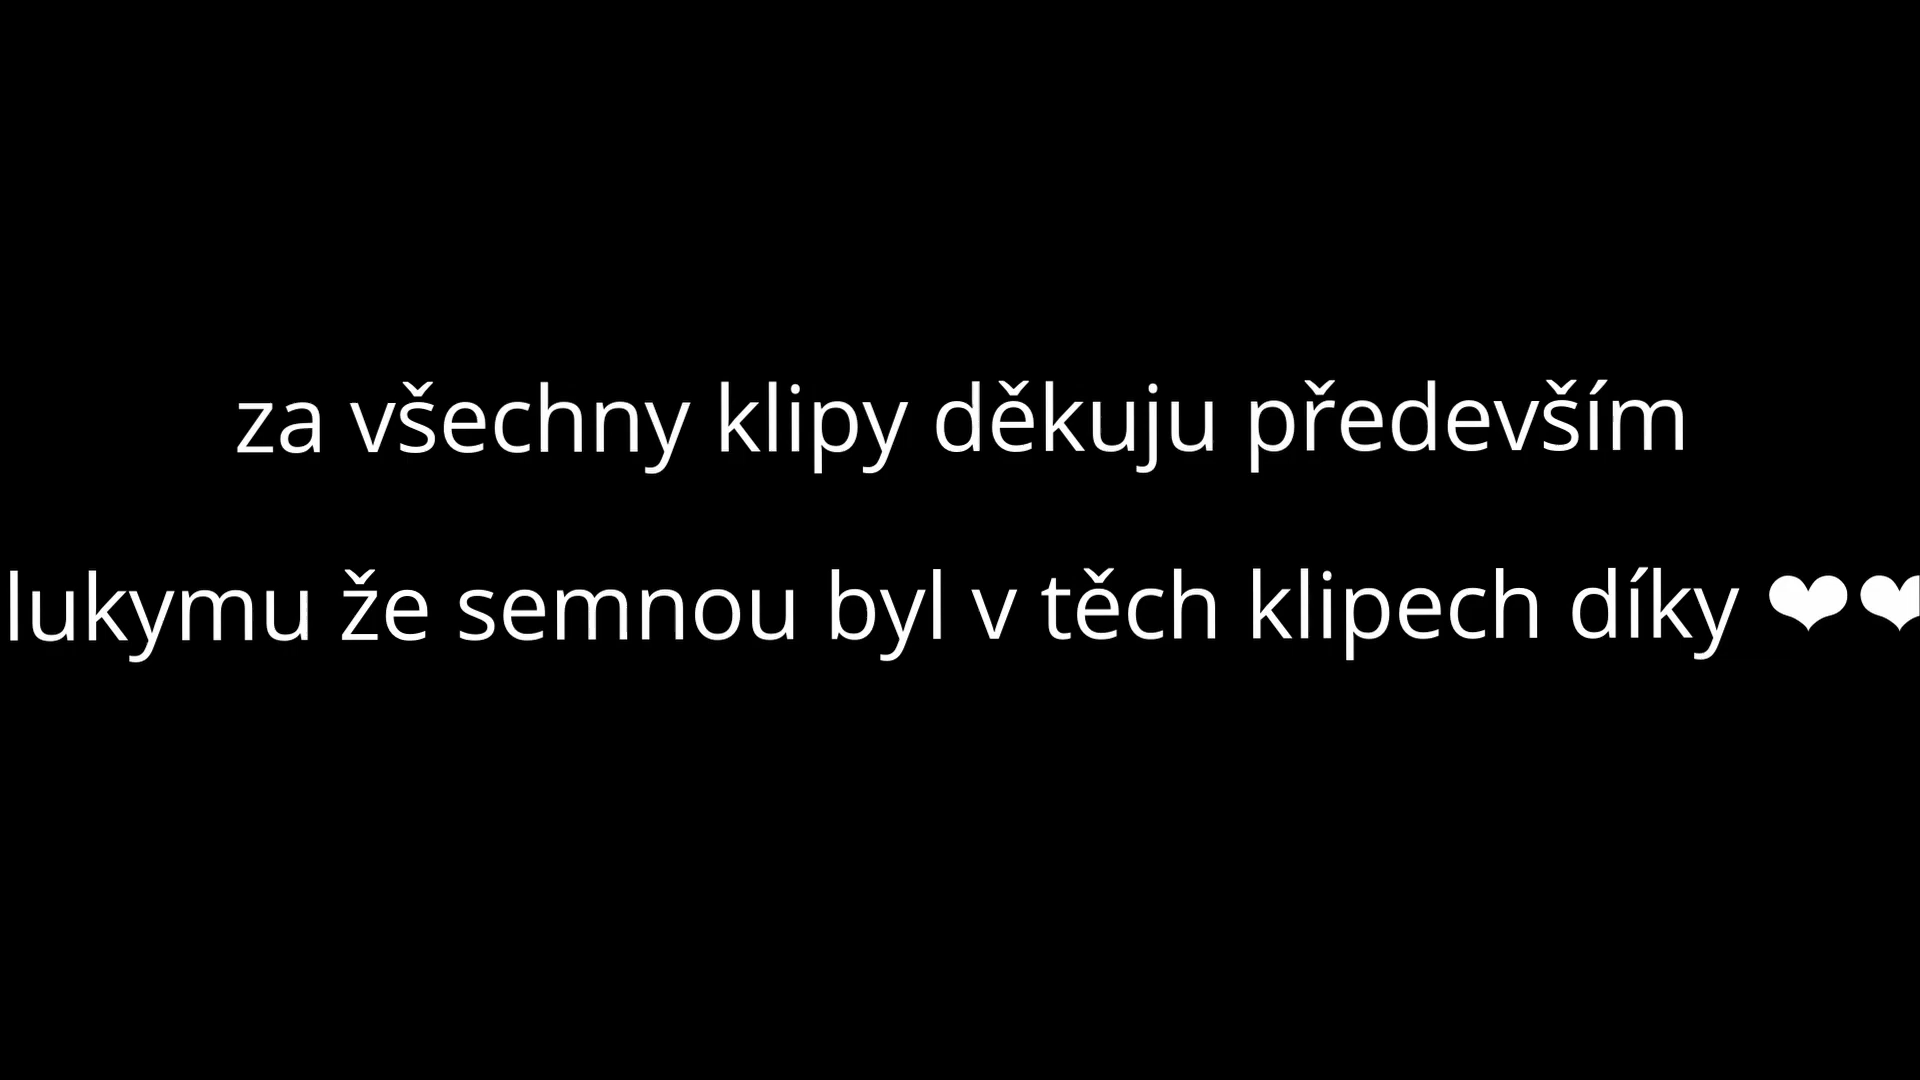 za všechny klipy děkuju především
lukymu že semnou byl v těch klipech díky ❤❤